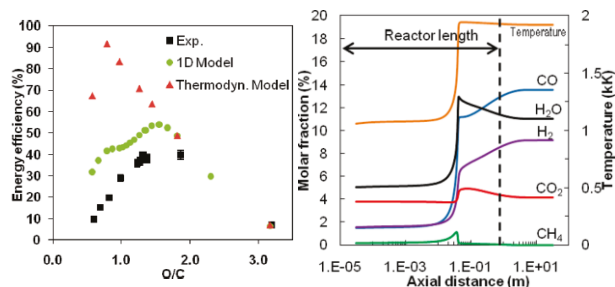 100
90
80
70
60
50
40
30
20
10
0
Energy efficiency (%)
Exp.
1D Model
Thermodyn. Model
0.0
1.0
2.0
3.0
O/C
20
18
16
14
12
10
8
6
4
2
0
Molar fraction (%)
Reactor length
Temperature
CO
H₂O
H₂
CO₂
CH₄
2
1.5
1
0.5
0
Temperature (kK)
1.E-05
1.E-03
1.E-01
1.E+01
Axial distance (m)